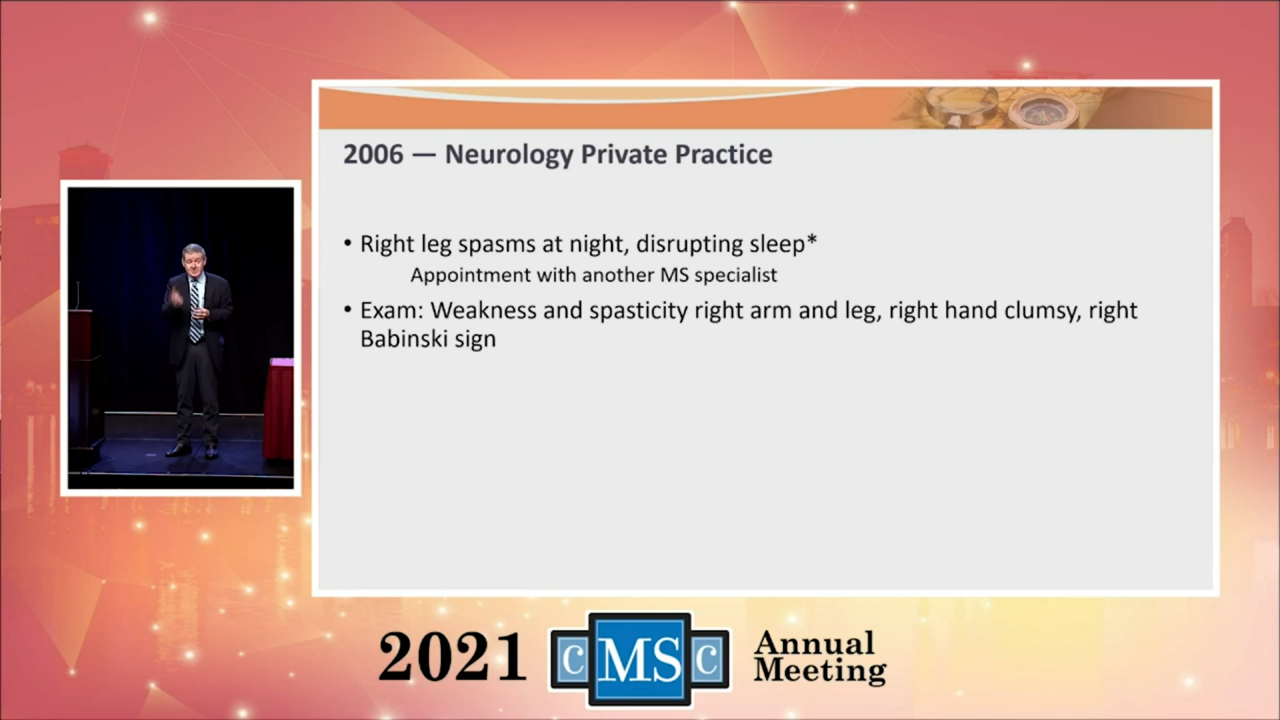 2006 — Neurology Private Practice
• Right leg spasms at night, disrupting sleep*
Appointment with another MS specialist
• Exam: Weakness and spasticity right arm and leg, right hand clumsy, right
Babinski sign
2021 CMSC Annual
Meeting